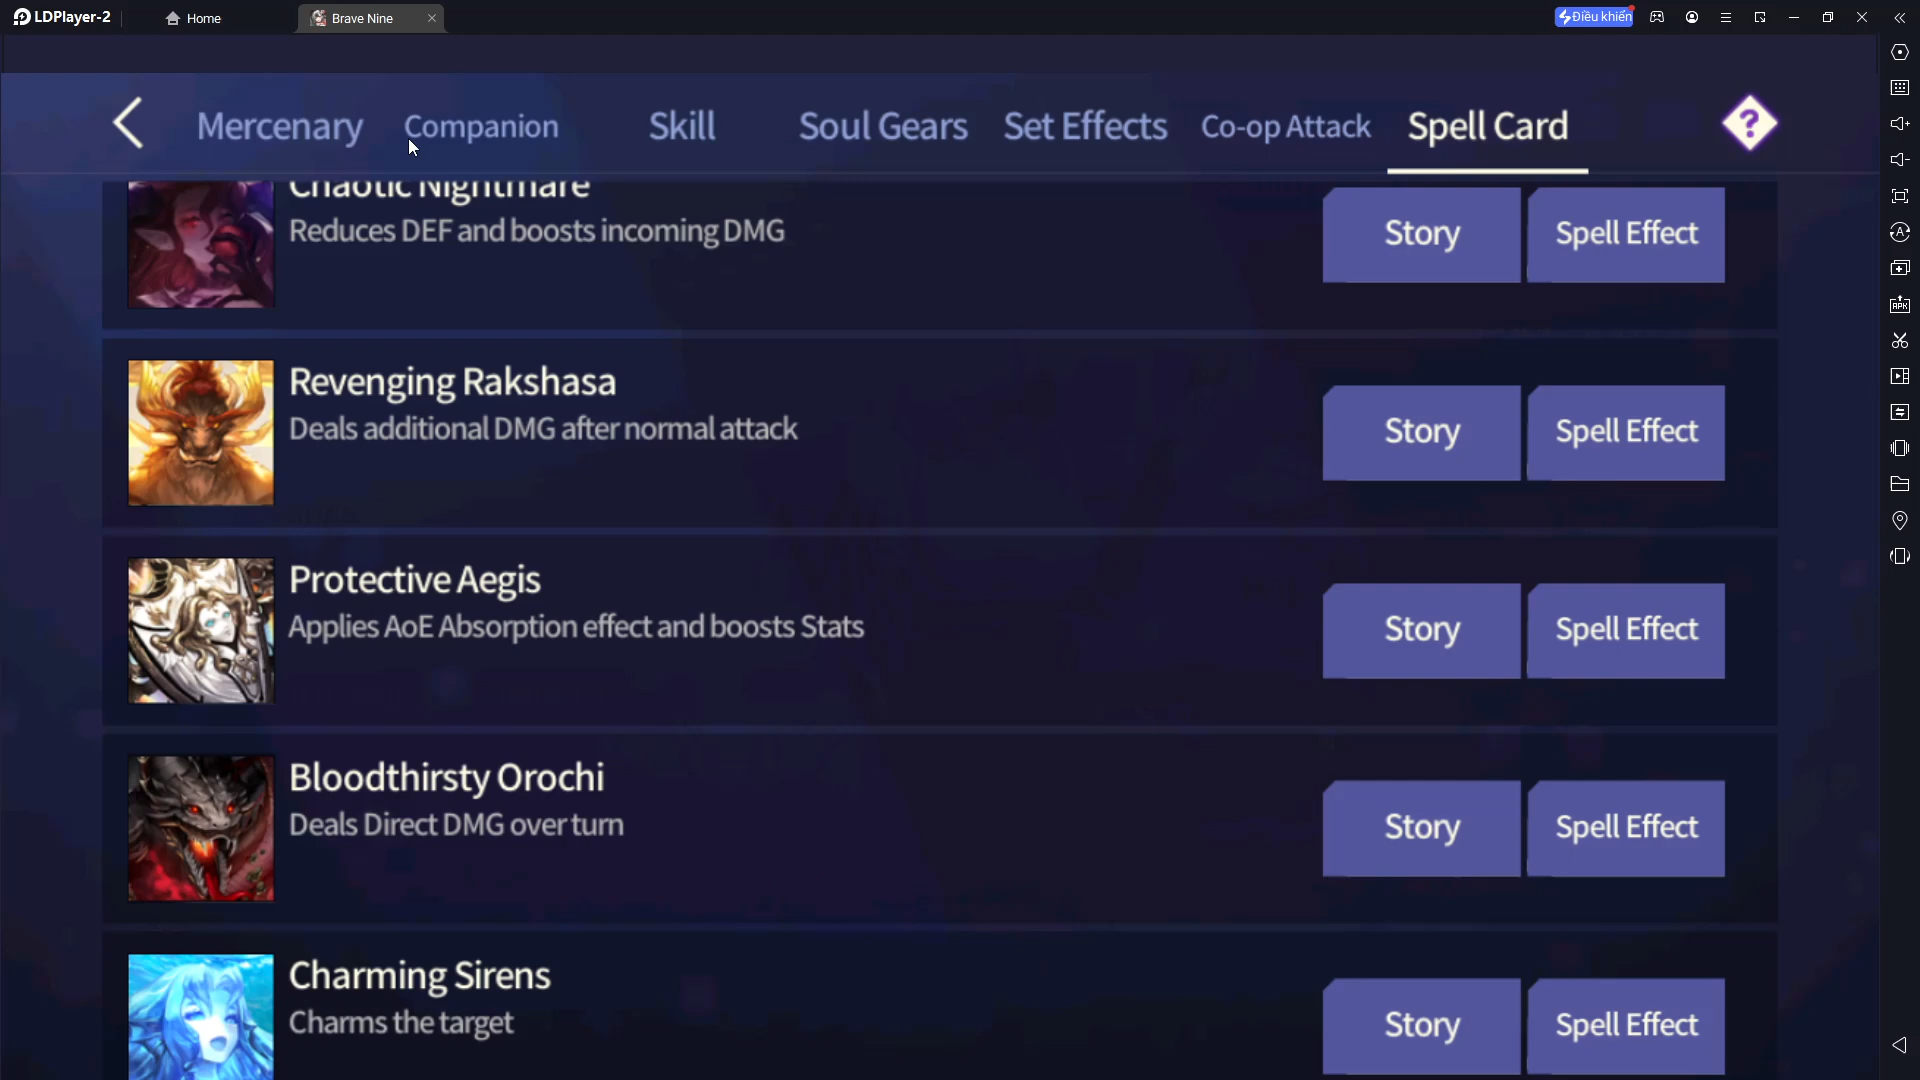 LDPlayer-2
Home
Brave Nine
Điều khiển
Mercenary
Companion
Skill
Soul Gears
Set Effects
Co-op Attack
Spell Card
?
Chaotic Nightmare
Reduces DEF and boosts incoming DMG
Story
Spell Effect
Revenging Rakshasa
Deals additional DMG after normal attack
Story
Spell Effect
Protective Aegis
Applies AoE Absorption effect and boosts Stats
Story
Spell Effect
Bloodthirsty Orochi
Deals Direct DMG over turn
Story
Spell Effect
Charming Sirens
Charms the target
Story
Spell Effect
APK